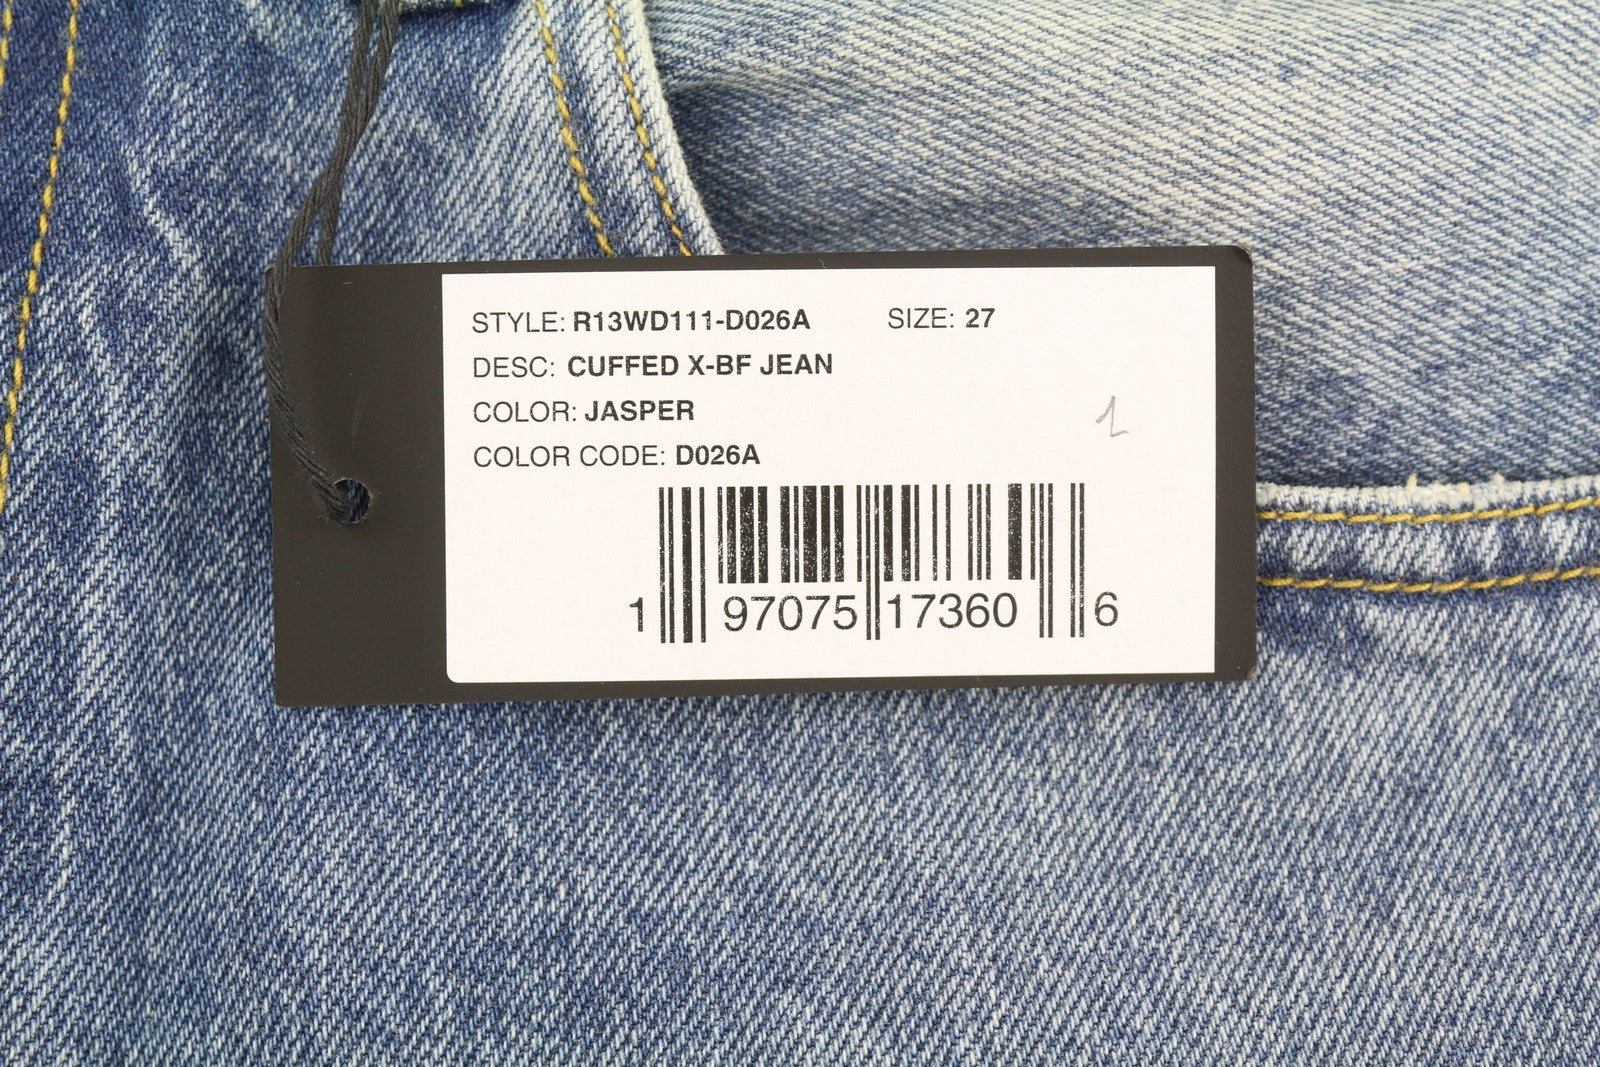 STYLE: R13WD111-D026A SIZE: 27
DESC: CUFFED X-BF JEAN
COLOR: JASPER
1
COLOR CODE: D026A
1 97075 17360 6